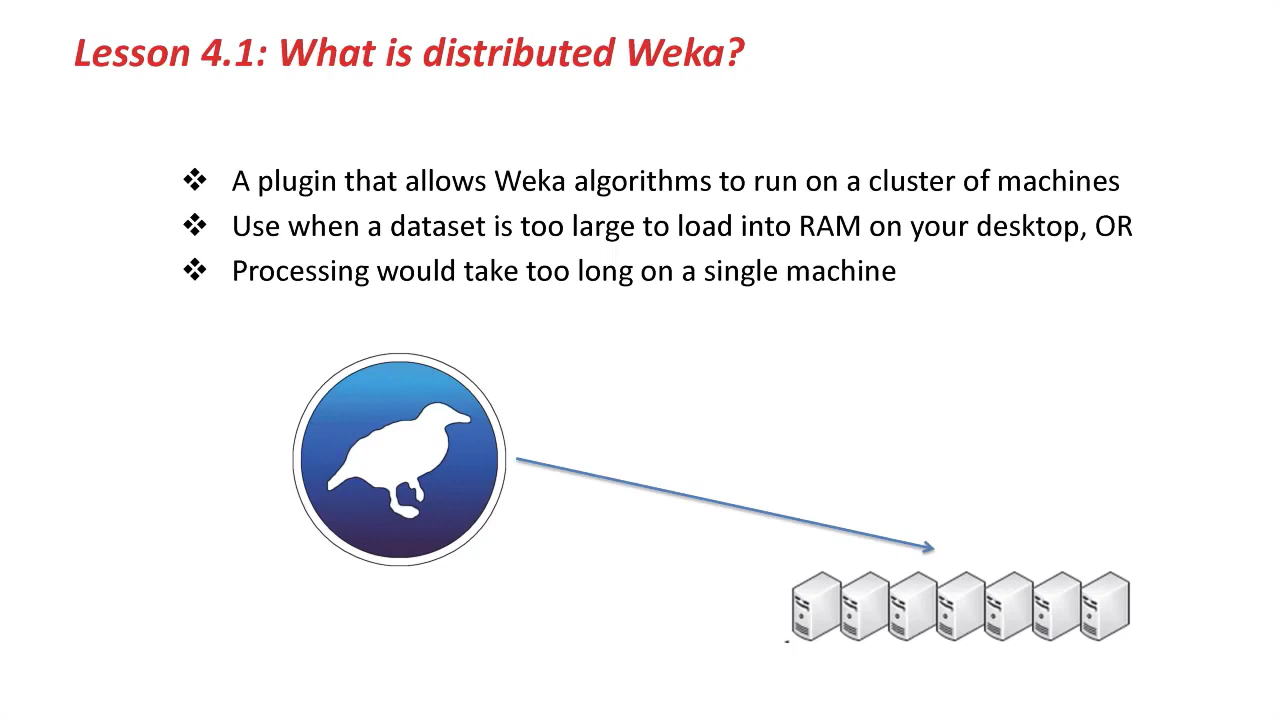 Lesson 4.1: What is distributed Weka?
❖ A plugin that allows Weka algorithms to run on a cluster of machines
❖ Use when a dataset is too large to load into RAM on your desktop, OR
❖ Processing would take too long on a single machine